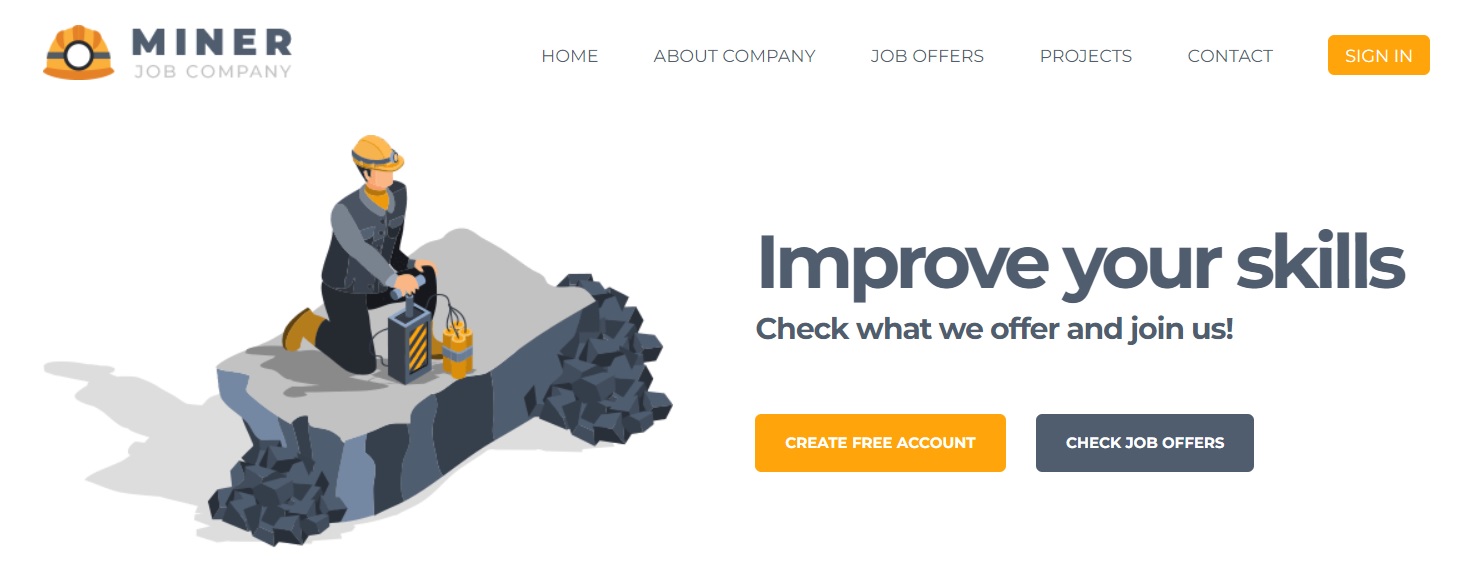 MINER
JOB COMPANY
HOME ABOUT COMPANY JOB OFFERS PROJECTS CONTACT SIGN IN
Improve your skills
Check what we offer and join us!
CREATE FREE ACCOUNT CHECK JOB OFFERS